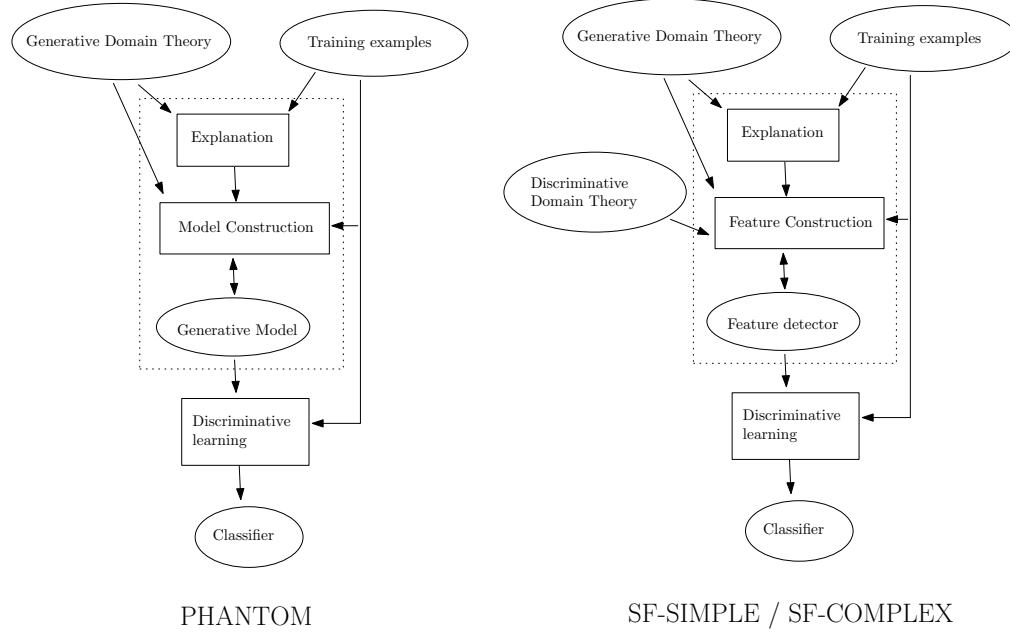 Generative Domain Theory
Training examples
Explanation
Model Construction
Generative Model
Discriminative
learning
Classifier
PHANTOM
Generative Domain Theory
Training examples
Explanation
Discriminative
Domain Theory
Feature Construction
Feature detector
Discriminative
learning
Classifier
SF-SIMPLE / SF-COMPLEX